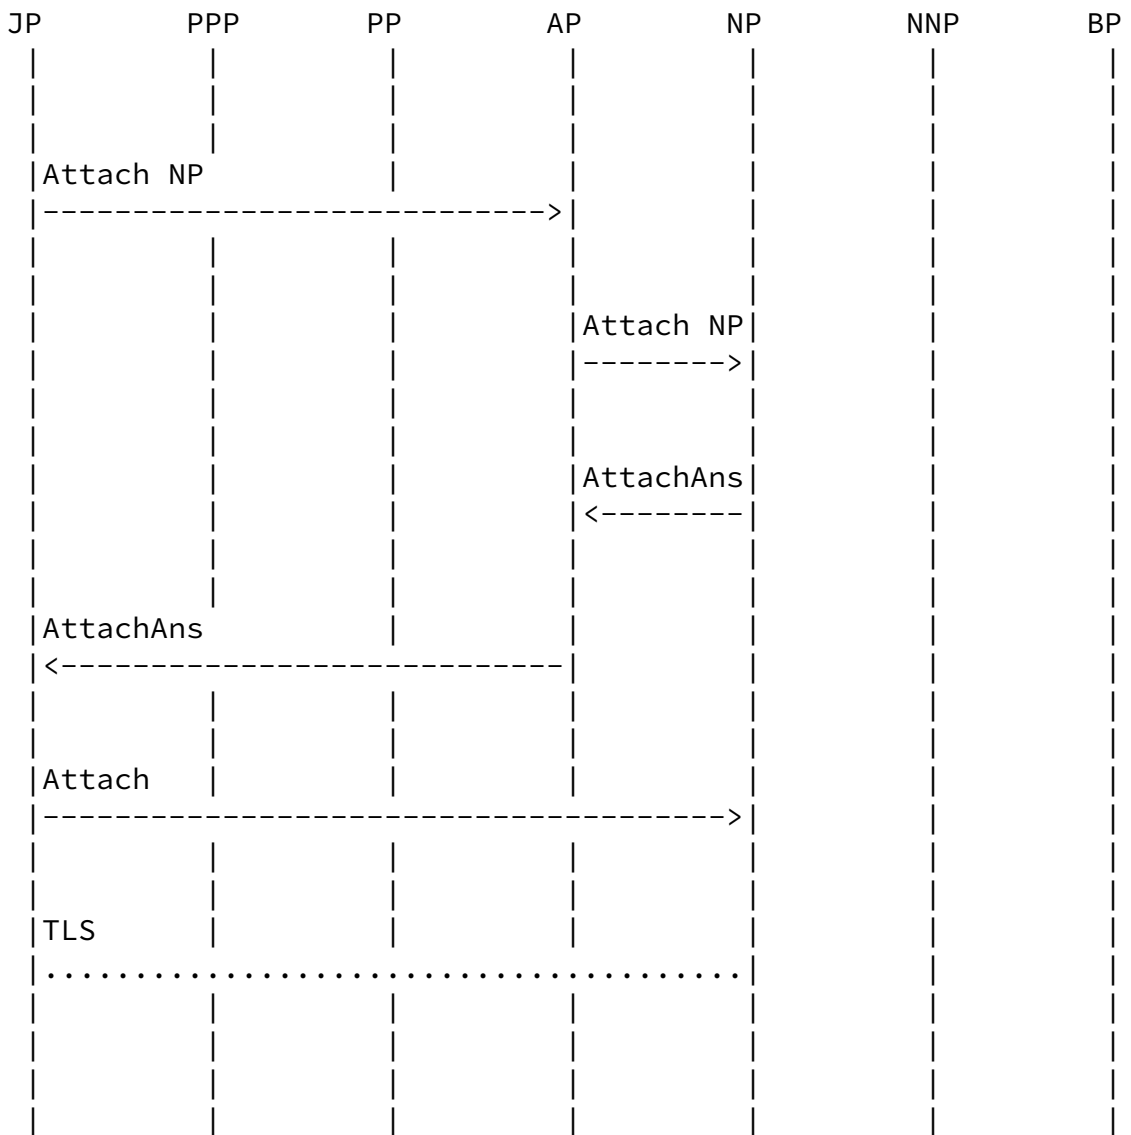 JP PPP PP AP NP NNP BP
Attach NP
Attach NP
AttachAns
AttachAns
Attach
TLS